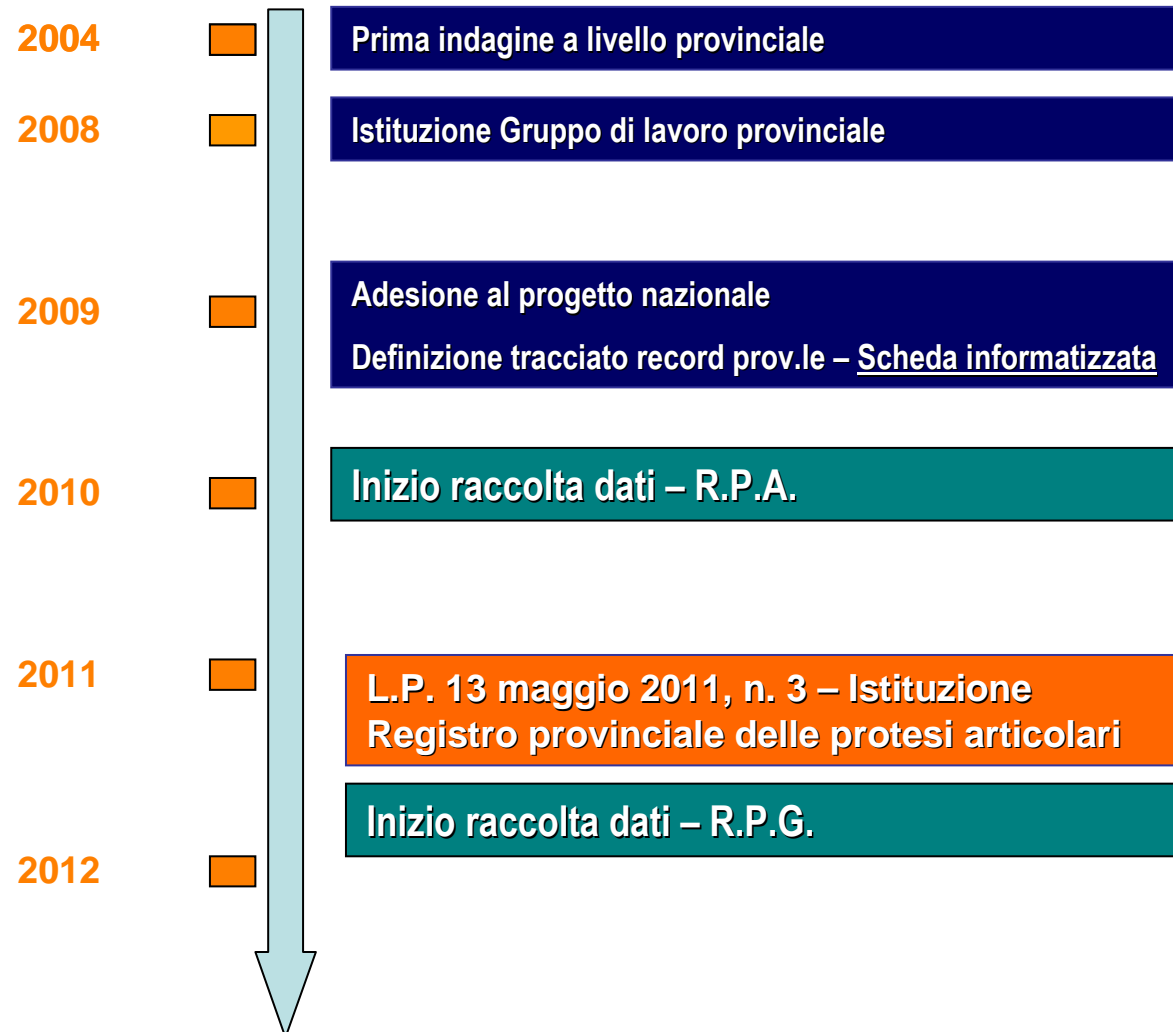 2004
Prima indagine a livello provinciale
2008
Istituzione Gruppo di lavoro provinciale
2009
Adesione al progetto nazionale
Definizione tracciato record prov.le – Scheda informatizzata
2010
Inizio raccolta dati – R.P.A.
2011
L.P. 13 maggio 2011, n. 3 – Istituzione
Registro provinciale delle protesi articolari
Inizio raccolta dati – R.P.G.
2012